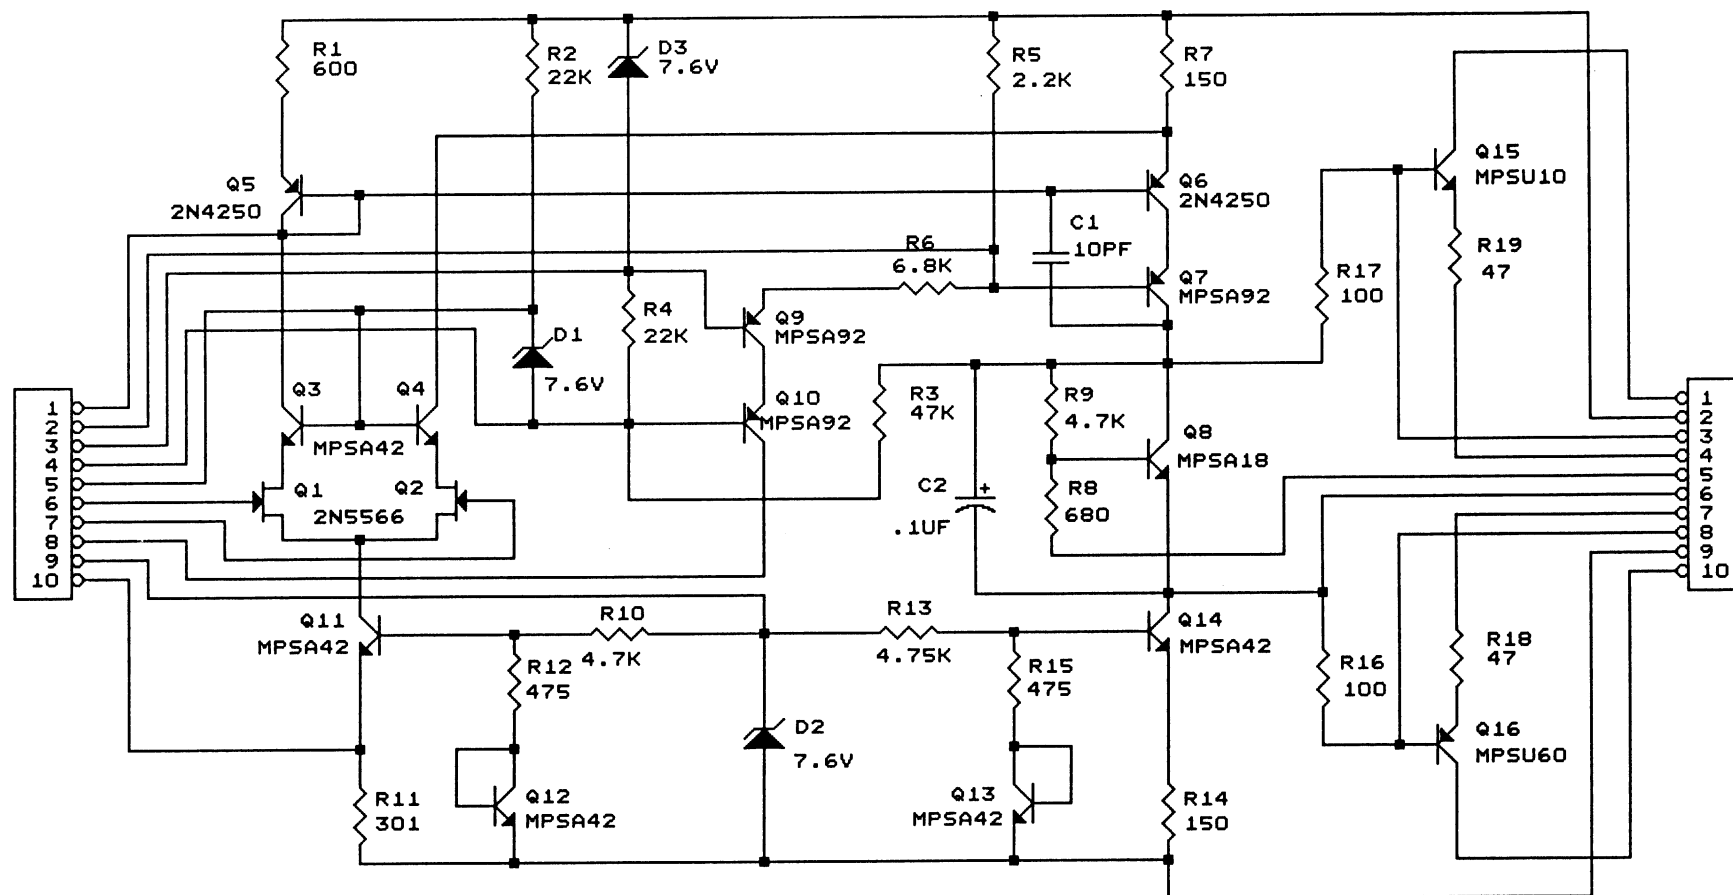 R1
600
R2
22K
D3
7.6V
R5
2.2K
R7
150
Q15
MPSU10
Q5
2N4250
Q6
2N4250
C1
10PF
R19
47
R6
6.8K
Q7
MPSA92
R17
100
R4
22K
Q9
MPSA92
D1
7.6V
Q3
Q4
MPSA42
Q10
MPSA92
R3
47K
R9
4.7K
Q8
MPSA18
1
2
3
4
5
6
7
8
9
10
Q1
Q2
2N5566
C2
+
.1UF
R8
680
1
2
3
4
5
6
7
8
9
10
Q11
MPSA42
R10
4.7K
R13
4.75K
Q14
MPSA42
R12
475
R15
475
R16
100
R18
47
D2
7.6V
Q16
MPSU60
R11
301
Q12
MPSA42
Q13
MPSA42
R14
150